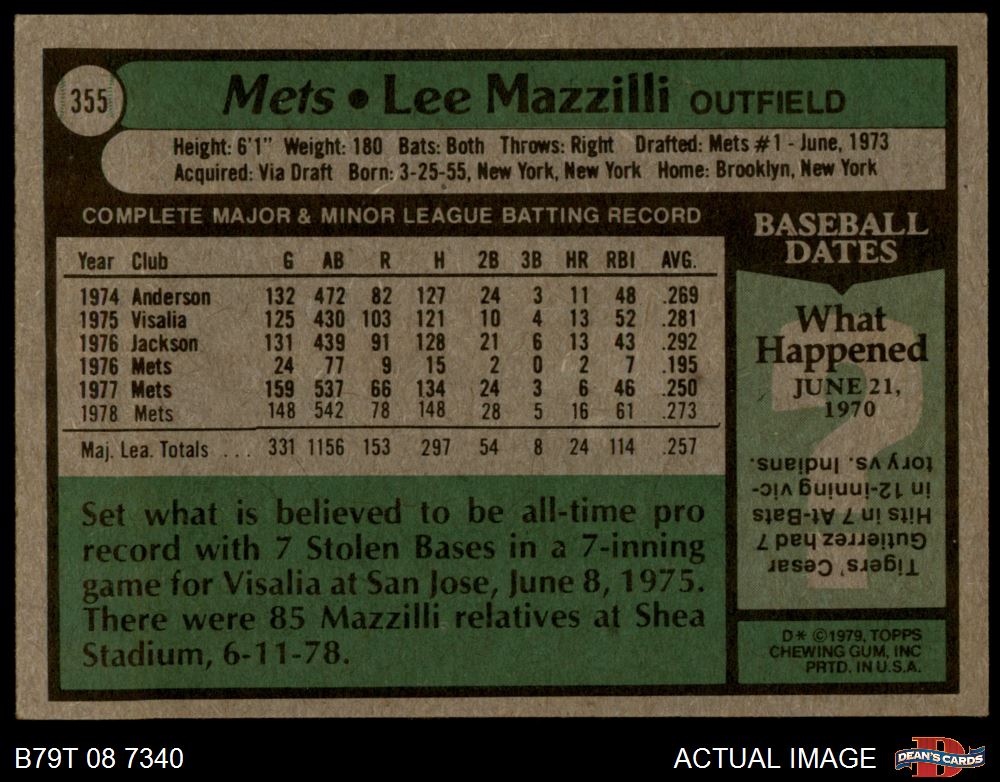 355
Mets • Lee Mazzilli OUTFIELD
Height: 6'1" Weight: 180 Bats: Both Throws: Right Drafted: Mets #1 - June, 1973
Acquired: Via Draft Born: 3-25-55, New York, New York Home: Brooklyn, New York
COMPLETE MAJOR & MINOR LEAGUE BATTING RECORD
Year Club G AB R H 2B 3B HR RBI AVG.
1974 Anderson 132 472 82 127 24 3 11 48 .269
1975 Visalia 125 430 103 121 10 4 13 52 .281
1976 Jackson 131 439 91 128 21 6 13 43 .292
1976 Mets 24 77 9 15 2 0 2 7 .195
1977 Mets 159 537 66 134 24 3 6 46 .250
1978 Mets 148 542 78 148 28 5 16 61 .273
Maj. Lea. Totals . . . 331 1156 153 297 54 8 24 114 .257
Set what is believed to be all-time pro
record with 7 Stolen Bases in a 7-inning
game for Visalia at San Jose, June 8, 1975.
There were 85 Mazzilli relatives at Shea
Stadium, 6-11-78.
BASEBALL
DATES
What
Happened
JUNE 21,
1970
Tigers' Cesar
Gutierrez had 7
Hits in 7 At-Bats
in 12-inning vic-
tory vs. Indians.
D* ©1979, TOPPS
CHEWING GUM, INC
PRTD. IN U.S.A.
B79T 08 7340
ACTUAL IMAGE
D
DEAN'S CARDS